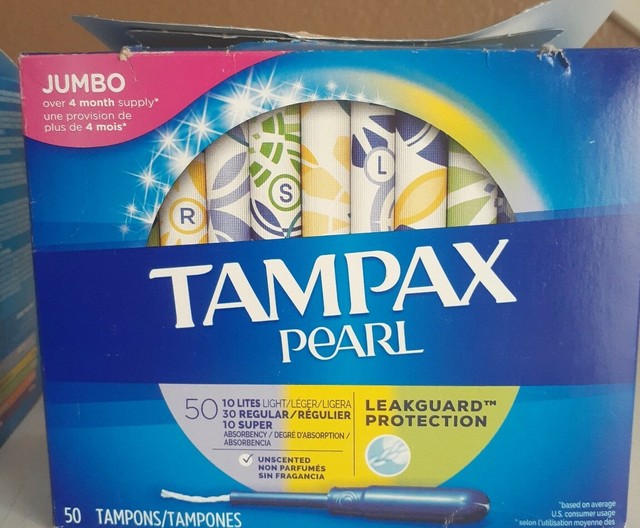 JUMBO
over 4 month supply*
une provision de
plus de 4 mois*
R
S
L
TAMPAX
PEARL
50
10 LITES LIGHT/LÉGER/LIGERA
30 REGULAR/RÉGULIER
10 SUPER
ABSORBENCY / DEGRÉ D'ABSORPTION /
ABSORBENCIA
UNSCENTED
NON PARFUMÉS
SIN FRAGANCIA
LEAKGUARD™
PROTECTION
50 TAMPONS/TAMPONES
*based on average
U.S. consumer usage
*selon l'utilisation moyenne des